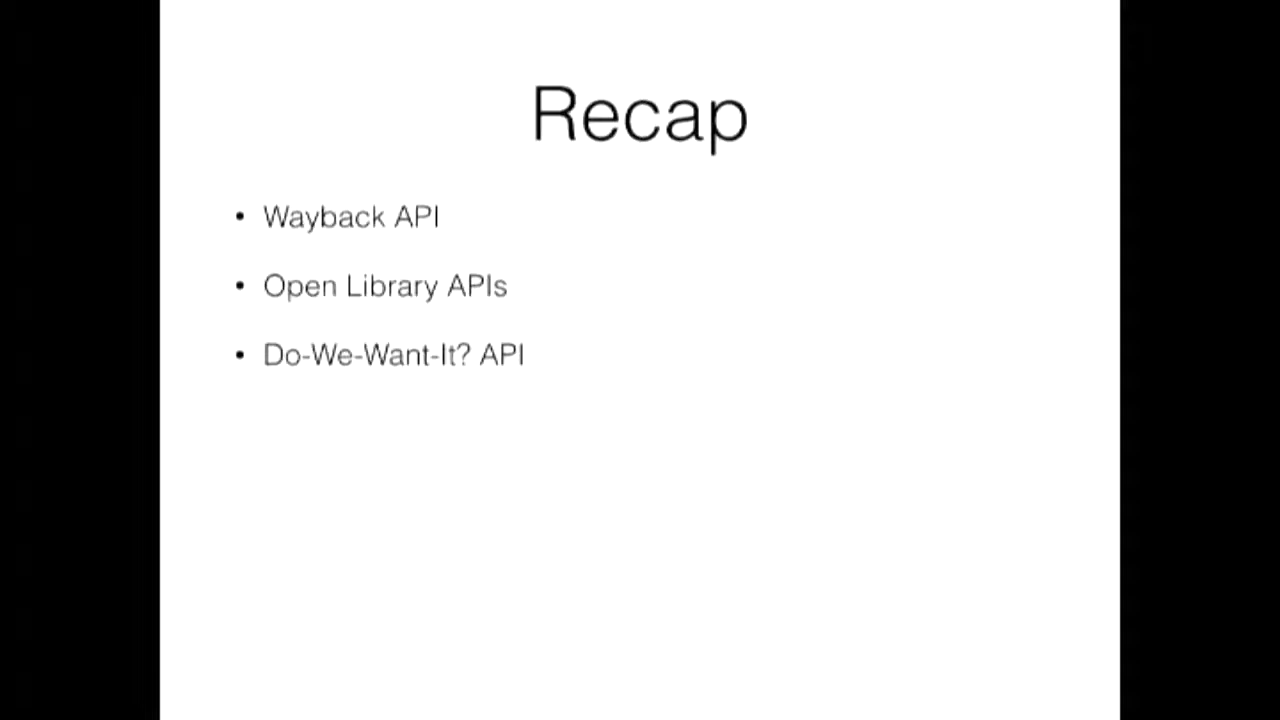 Recap
• Wayback API
• Open Library APIs
• Do-We-Want-It? API